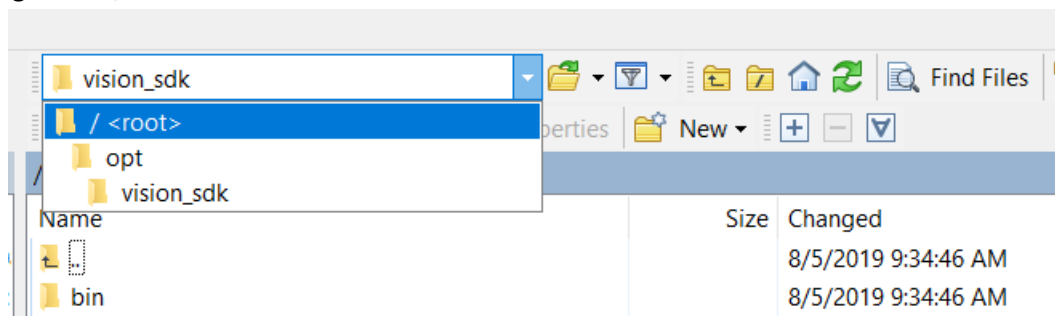 vision_sdk
Find Files
/ <root>
perties New
opt
/
vision_sdk
Name Size Changed
.. 8/5/2019 9:34:46 AM
bin 8/5/2019 9:34:46 AM